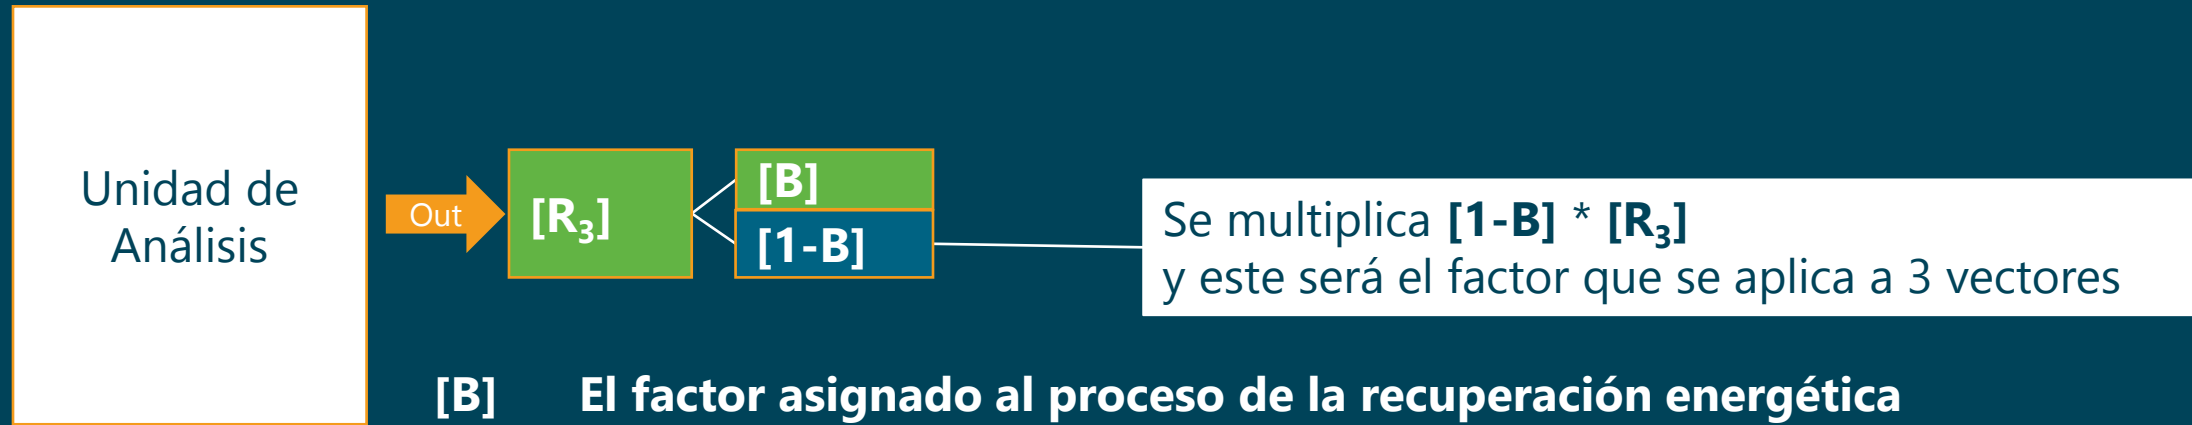 Unidad de
Análisis
Out
[R₃]
[B]
[1-B]
Se multiplica [1-B] * [R₃]
y este será el factor que se aplica a 3 vectores
[B] El factor asignado al proceso de la recuperación energética